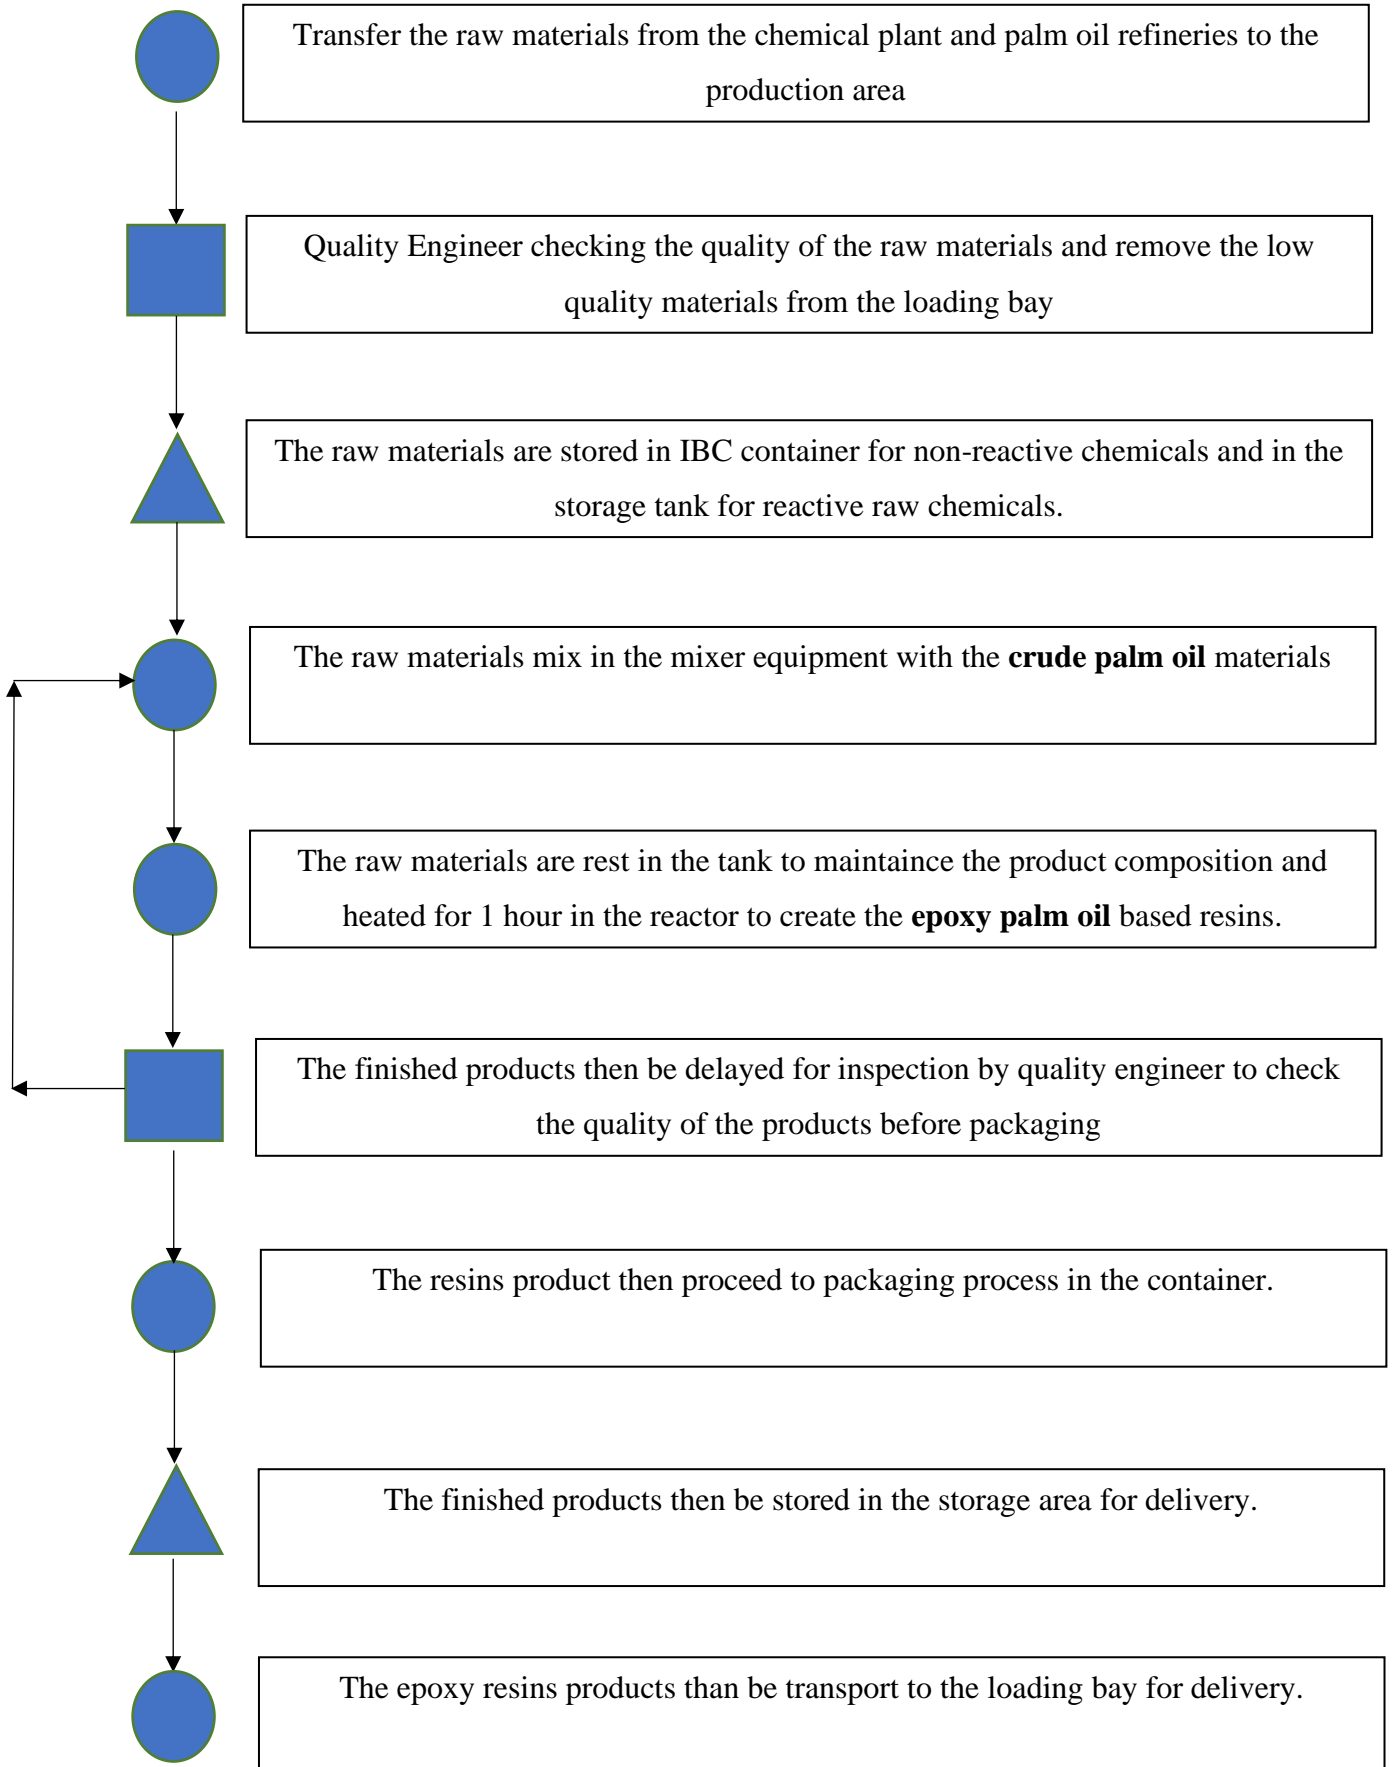 Transfer the raw materials from the chemical plant and palm oil refineries to the
production area
Quality Engineer checking the quality of the raw materials and remove the low
quality materials from the loading bay
The raw materials are stored in IBC container for non-reactive chemicals and in the
storage tank for reactive raw chemicals.
The raw materials mix in the mixer equipment with the crude palm oil materials
The raw materials are rest in the tank to maintaince the product composition and
heated for 1 hour in the reactor to create the epoxy palm oil based resins.
The finished products then be delayed for inspection by quality engineer to check
the quality of the products before packaging
The resins product then proceed to packaging process in the container.
The finished products then be stored in the storage area for delivery.
The epoxy resins products than be transport to the loading bay for delivery.